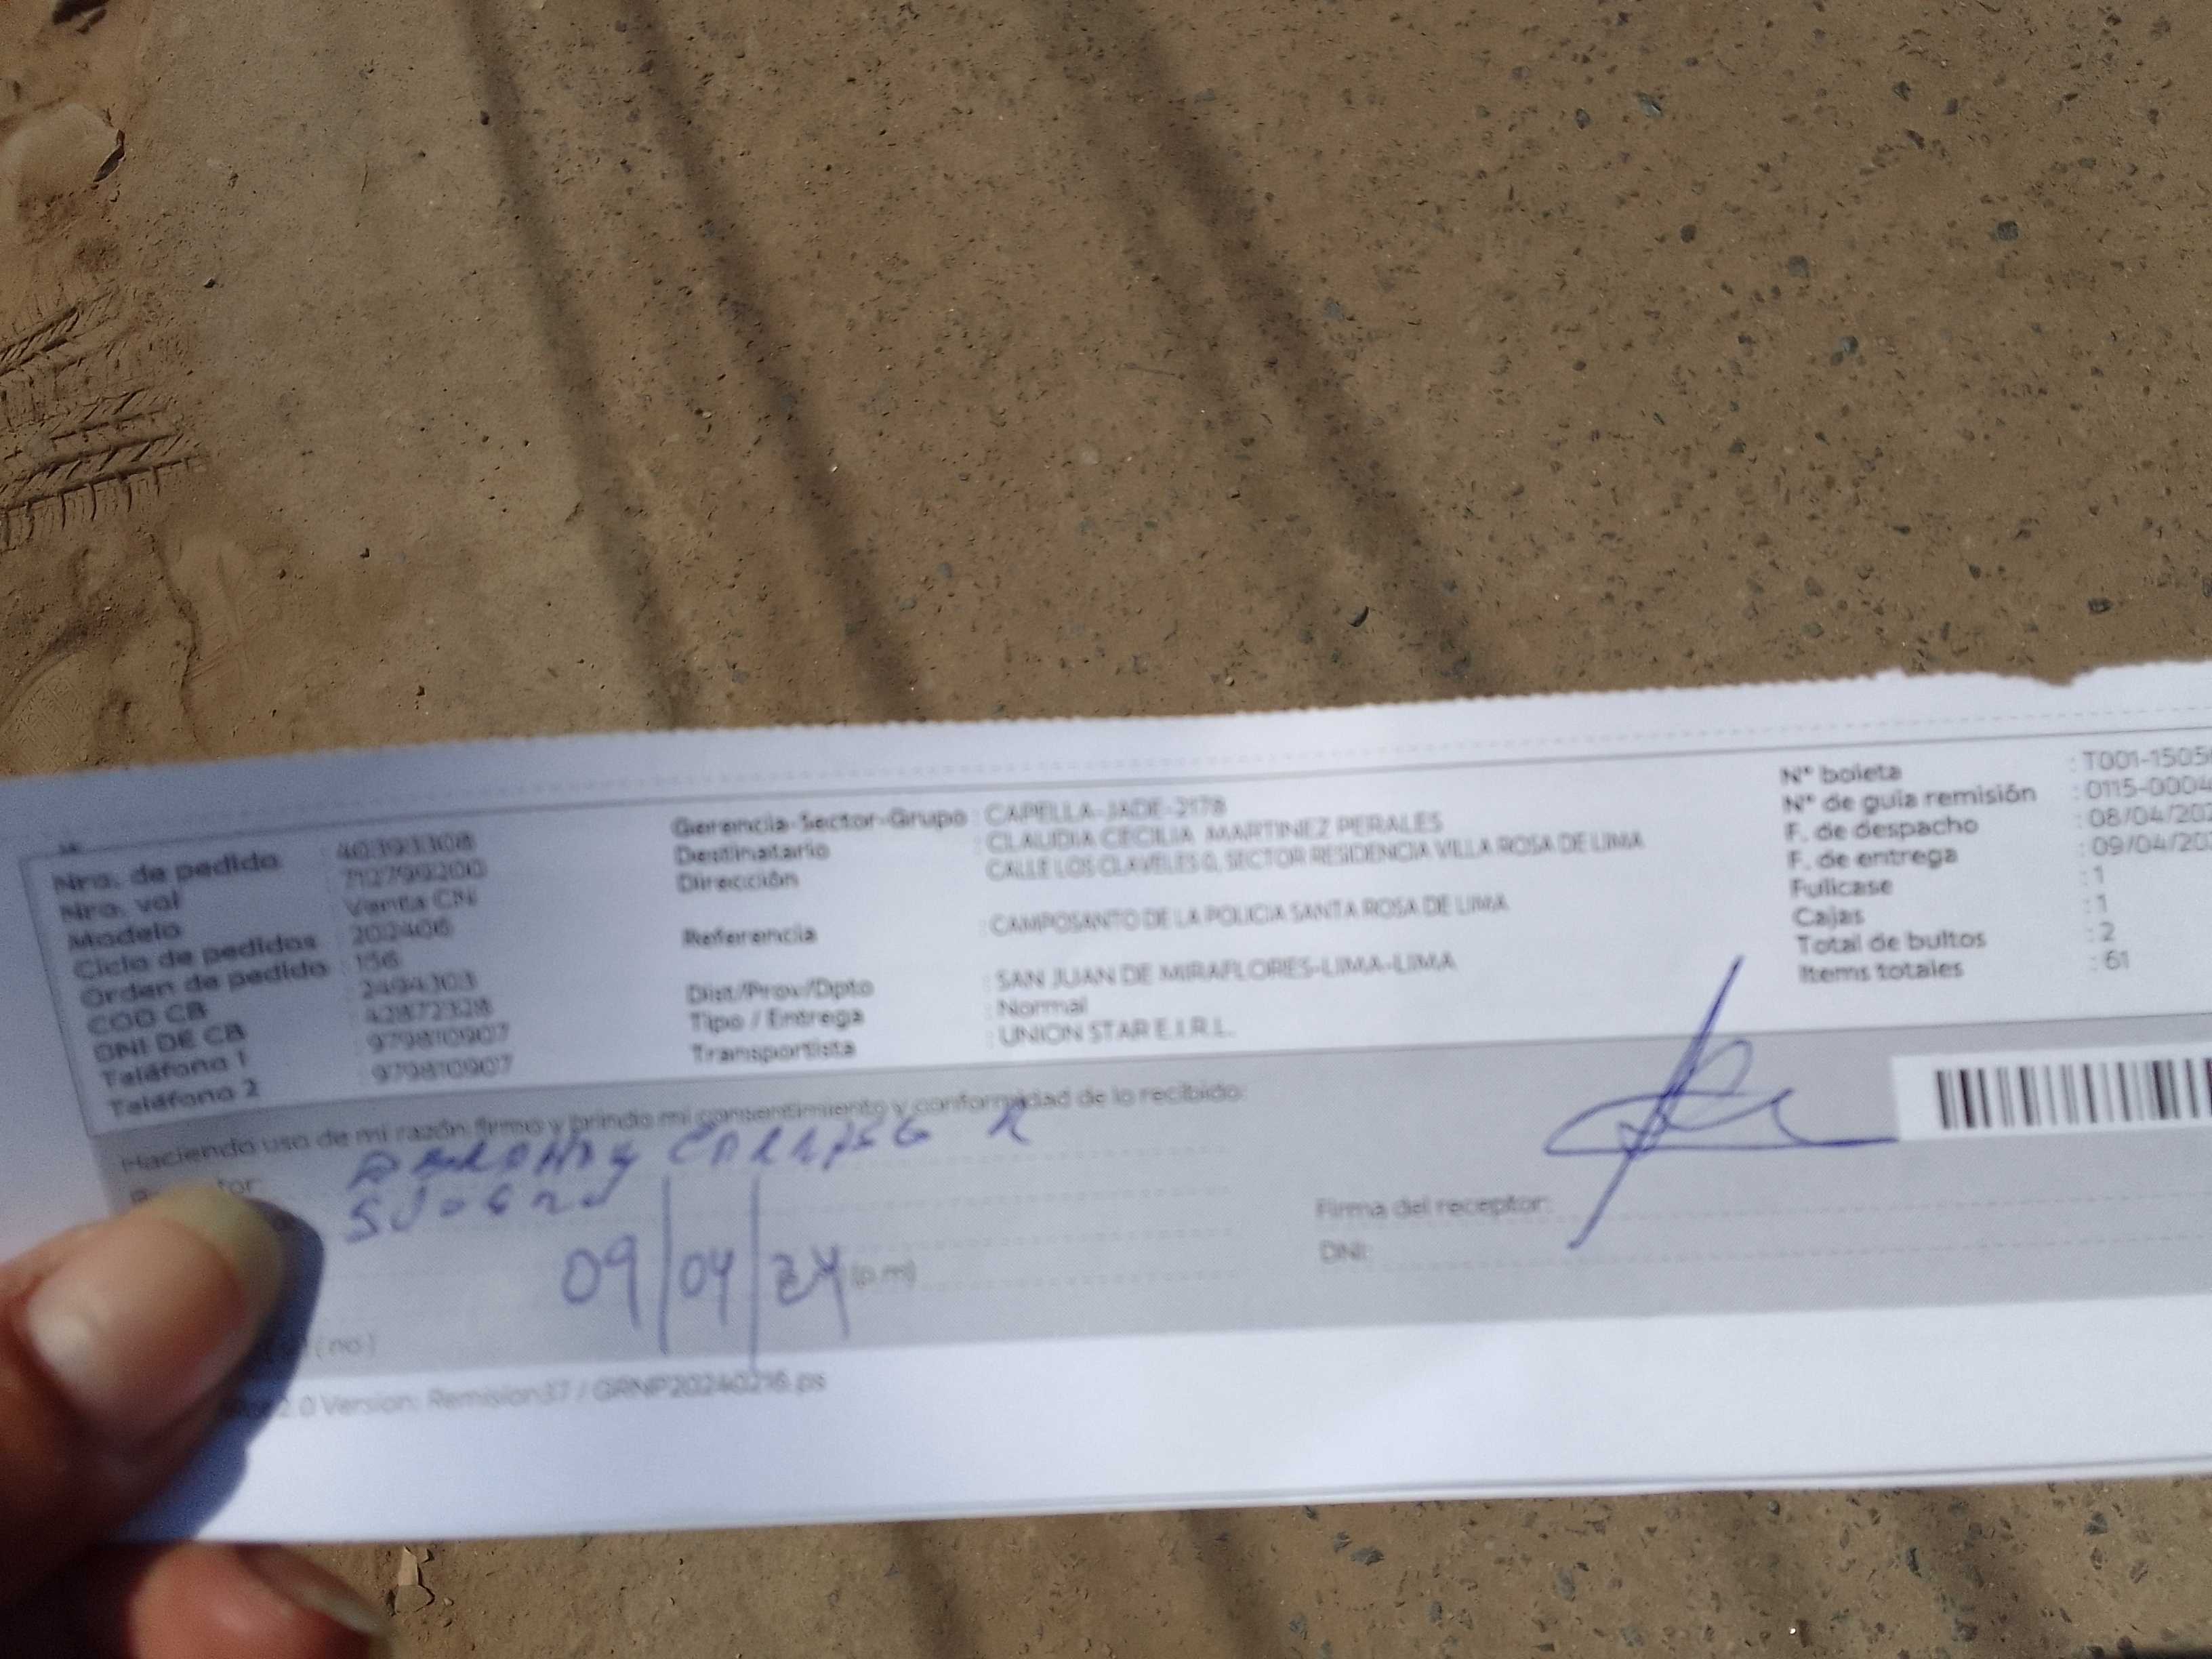 Nro. de pedido : 40393308
Nro. val : 712799200
Modelo : Venta CN
Ciclo de pedidos : 202406
Orden de pedido : 156
COD CB : 2494303
DNI DE CB : 42872328
Teléfono 1 : 979810907
Teléfono 2 : 979810907
Gerencia-Sector-Grupo : CAPELLA-JADE-2178
Destinatario : CLAUDIA CECILIA MARTINEZ PERALES
Dirección : CALLE LOS CLAVELES 0, SECTOR RESIDENCIA VILLA ROSA DE LIMA
Referencia : CAMPOSANTO DE LA POLICIA SANTA ROSA DE LIMA
Dist/Prov/Dpto : SAN JUAN DE MIRAFLORES-LIMA-LIMA
Tipo / Entrega : Normal
Transportista : UNION STAR E.I.R.L.
N° boleta : T001-1505
N° de guía remisión : 0115-0004
F. de despacho : 08/04/202
F. de entrega : 09/04/202
Fullcase : 1
Cajas : 1
Total de bultos : 2
Items totales : 61
Haciendo uso de mi razón firmo y brindo mi consentimiento y conformidad de lo recibido:
09/04/24 (p.m)
Firma del receptor:
DNI:
( no )
2.0 Version: Remision37 / GRNP20240216.ps